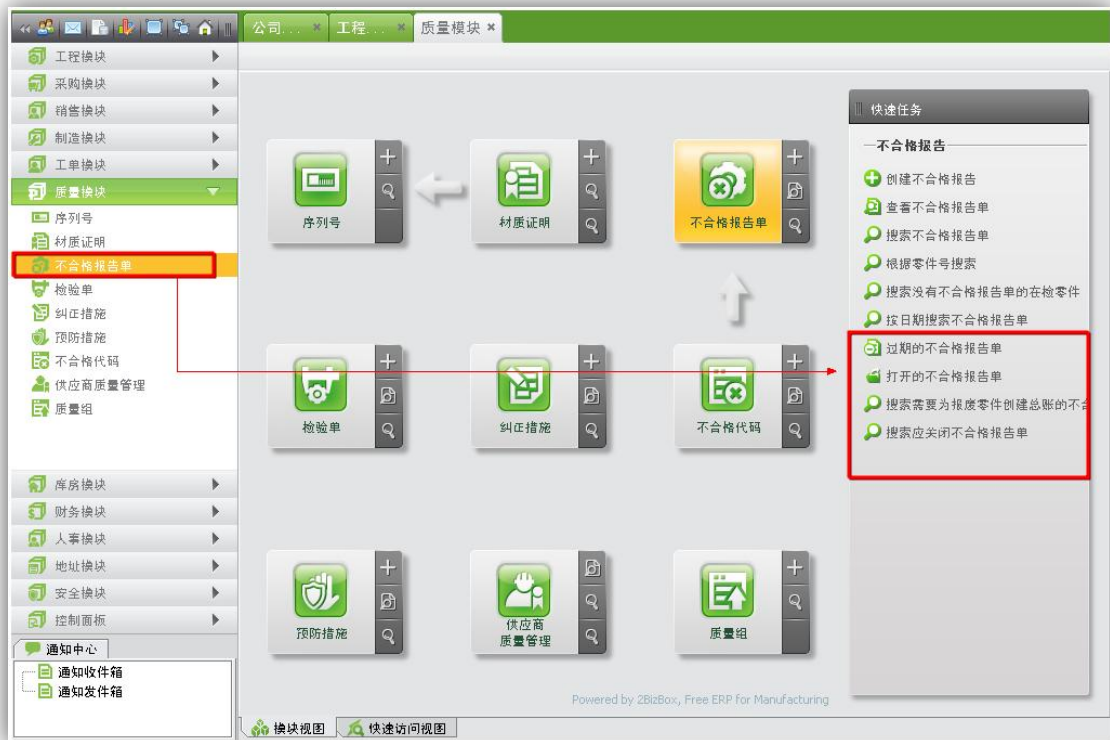 公司...
工程...
质量模块
工程模块
采购模块
销售模块
制造模块
工单模块
质量模块
序列号
材质证明
不合格报告单
检验单
纠正措施
预防措施
不合格代码
供应商质量管理
质量组
库房模块
财务模块
人事模块
地址模块
安全模块
控制面板
通知中心
通知收件箱
通知发件箱
序列号
材质证明
不合格报告单
检验单
纠正措施
不合格代码
预防措施
供应商
质量管理
质量组
Powered by 2BizBox, Free ERP for Manufacturing
模块视图
快速访问视图
快速任务
不合格报告
创建不合格报告
查看不合格报告单
搜索不合格报告单
根据零件号搜索
搜索没有不合格报告单的在检零件
按日期搜索不合格报告单
过期的不合格报告单
打开的不合格报告单
搜索需要为报废零件创建总账的不合
搜索应关闭不合格报告单